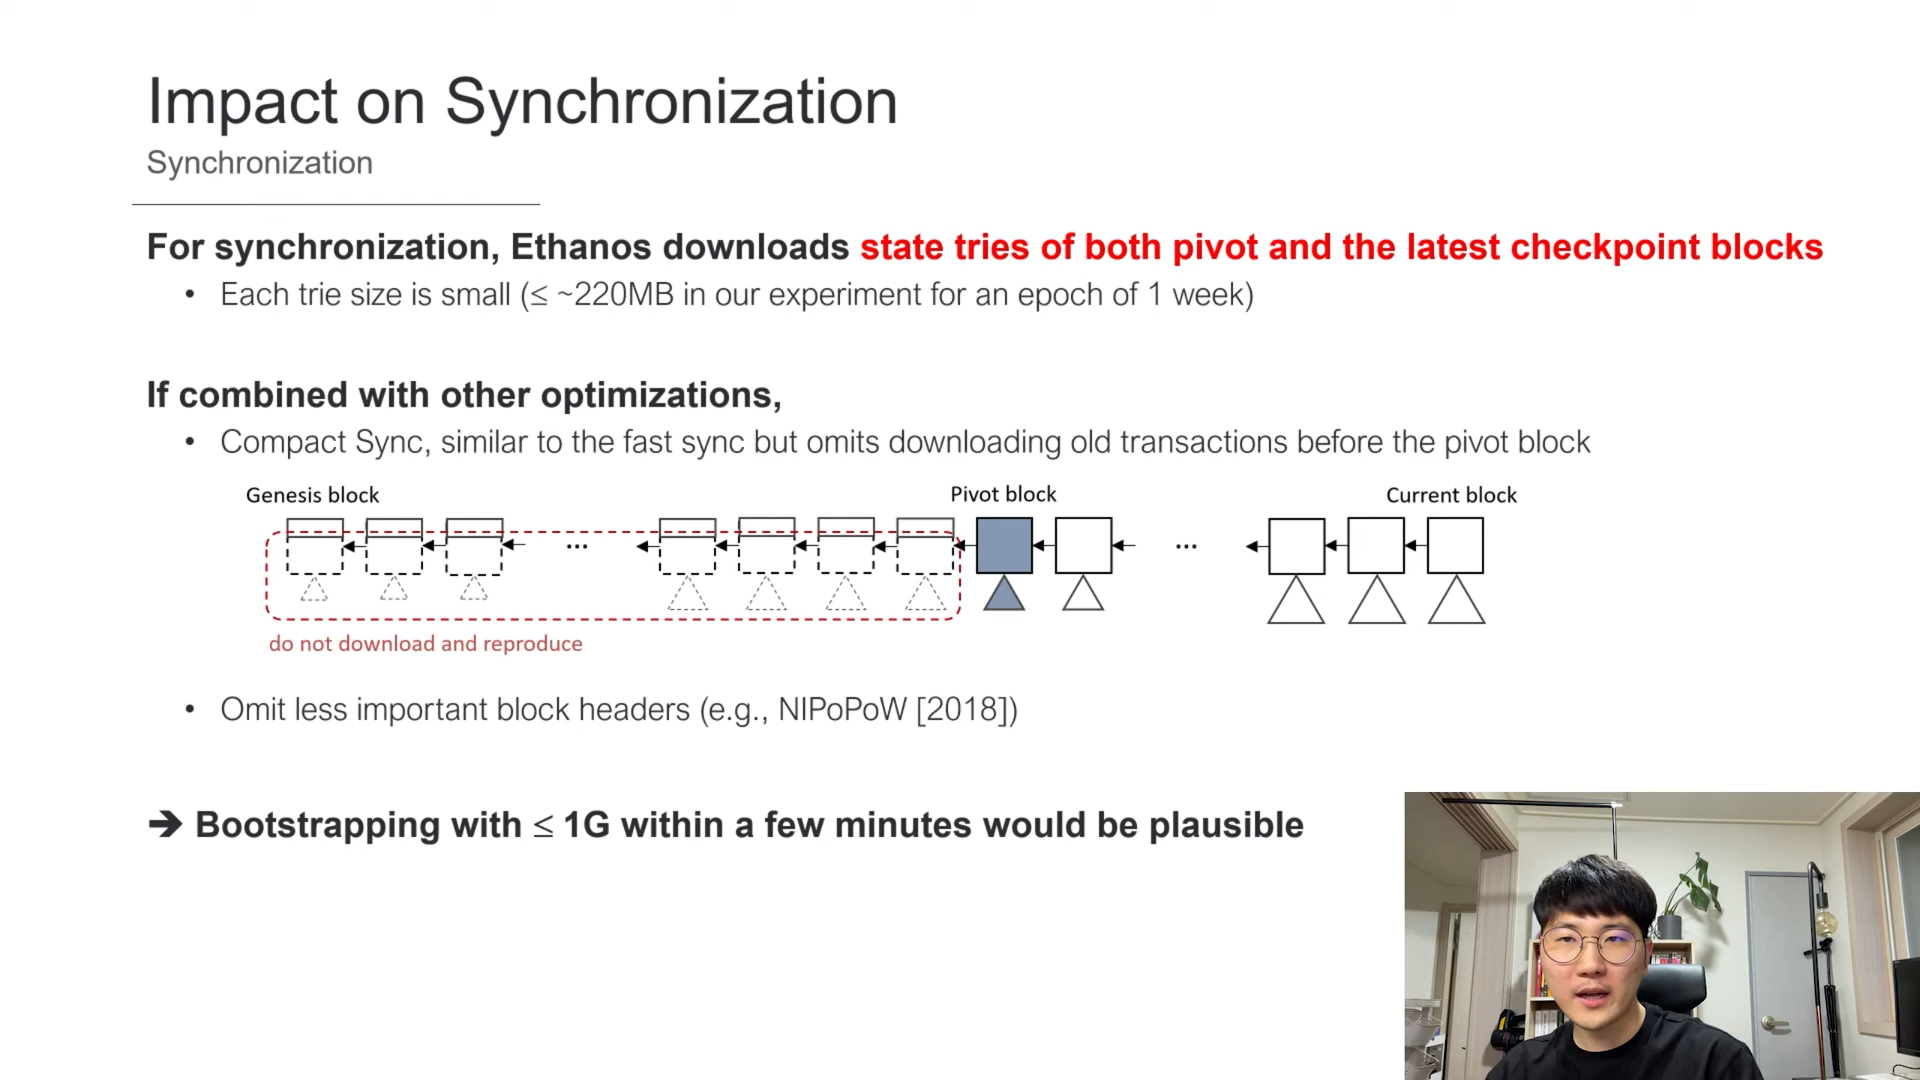 Impact on Synchronization
Synchronization
For synchronization, Ethanos downloads state tries of both pivot and the latest checkpoint blocks
• Each trie size is small (≤ ~220MB in our experiment for an epoch of 1 week)
If combined with other optimizations,
• Compact Sync, similar to the fast sync but omits downloading old transactions before the pivot block
Genesis block Pivot block Current block
... ...
do not download and reproduce
• Omit less important block headers (e.g., NIPoPoW [2018])
➔ Bootstrapping with ≤ 1G within a few minutes would be plausible